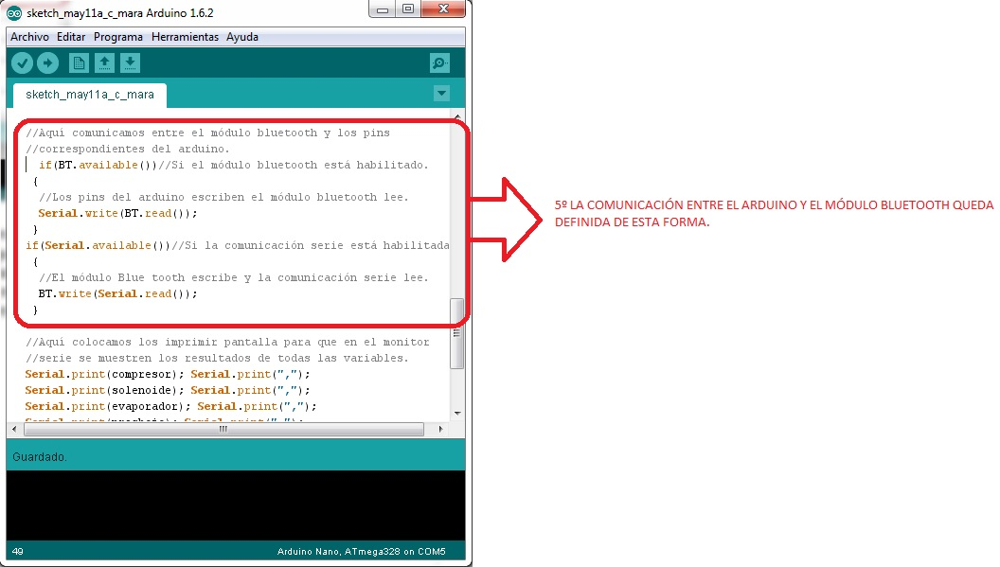 sketch_may11a_c_mara Arduino 1.6.2
Archivo Editar Programa Herramientas Ayuda
sketch_may11a_c_mara
//Aqui comunicamos entre el módulo bluetooth y los pins
//correspondientes del arduino.
if(BT.available())//Si el módulo bluetooth está habilitado.
{
//Los pins del arduino escriben el módulo bluetooth lee.
Serial.write(BT.read());
}
if(Serial.available())//Si la comunicación serie está habilitada
{
//El módulo Blue tooth escribe y la comunicación serie lee.
BT.write(Serial.read());
}
5º LA COMUNICACIÓN ENTRE EL ARDUINO Y EL MÓDULO BLUETOOTH QUEDA
DEFINIDA DE ESTA FORMA.
//Aqui colocamos los imprimir pantalla para que en el monitor
//serie se muestren los resultados de todas las variables.
Serial.print(compresor); Serial.print(",");
Serial.print(solenoide); Serial.print(",");
Serial.print(evaporador); Serial.print(",");
Guardado.
49
Arduino Nano, ATmega328 on COM5